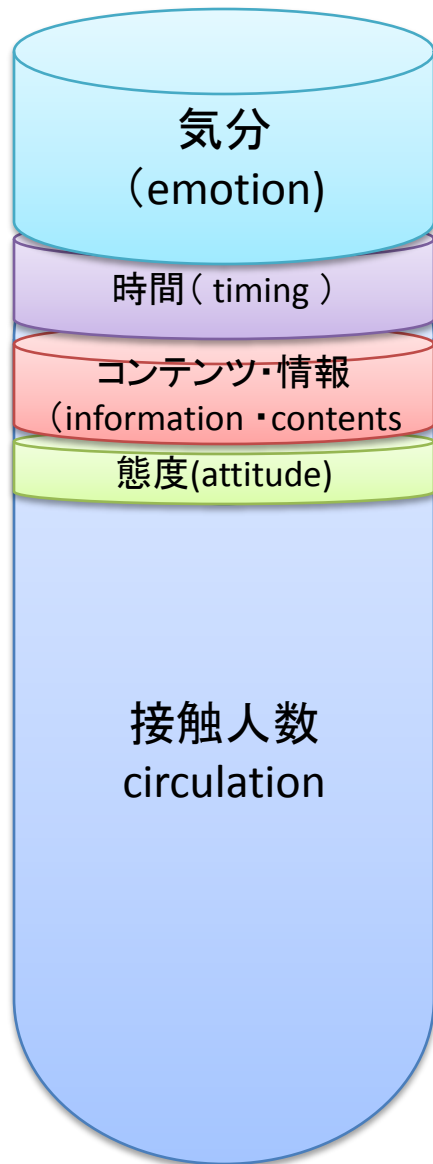 気分
（emotion)
時間（ timing ）
コンテンツ・情報
（information ・contents
態度(attitude)
接触人数
circulation